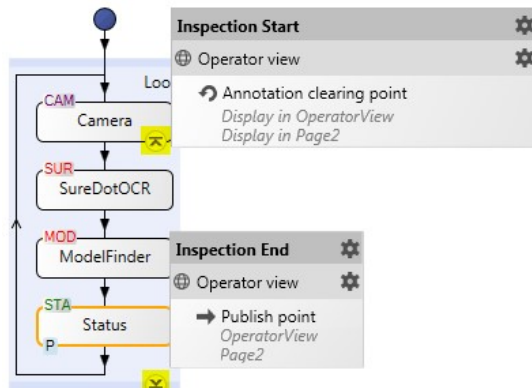 Inspection Start
Operator view
Annotation clearing point
Display in OperatorView
Display in Page2
Loo
CAM
Camera
SUR
SureDotOCR
MOD
ModelFinder
STA
Status
P
Inspection End
Operator view
Publish point
OperatorView
Page2